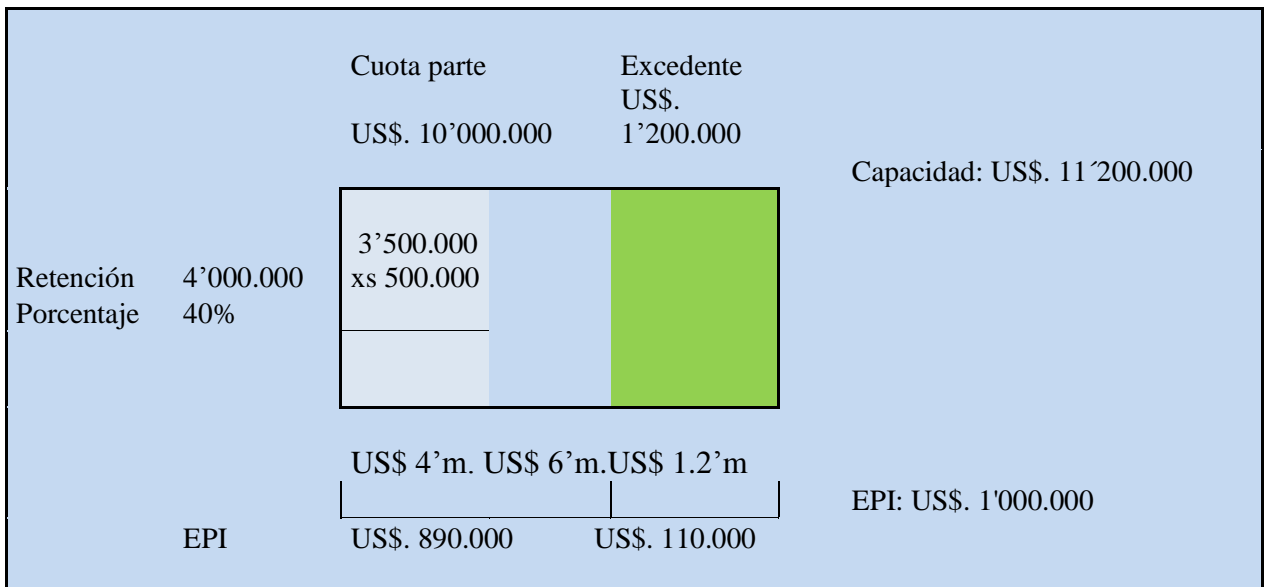 Cuota parte
Excedente
US$.
US$. 10’000.000
1’200.000
Capacidad: US$. 11´200.000
3’500.000
Retención 4’000.000
xs 500.000
Porcentaje 40%
US$ 4’m. US$ 6’m.US$ 1.2’m
EPI: US$. 1'000.000
EPI US$. 890.000 US$. 110.000